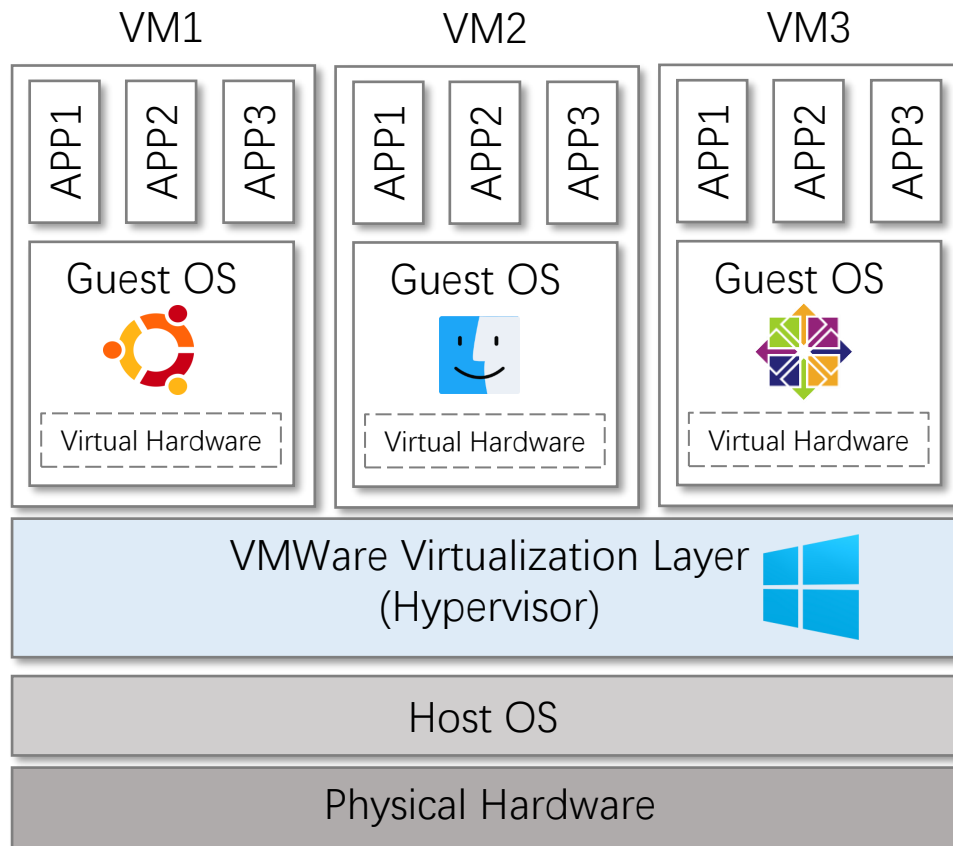 VM1
VM2
VM3
APP1
APP2
APP3
APP1
APP2
APP3
APP1
APP2
APP3
Guest OS
Guest OS
Guest OS
Virtual Hardware
Virtual Hardware
Virtual Hardware
VMWare Virtualization Layer
(Hypervisor)
Host OS
Physical Hardware